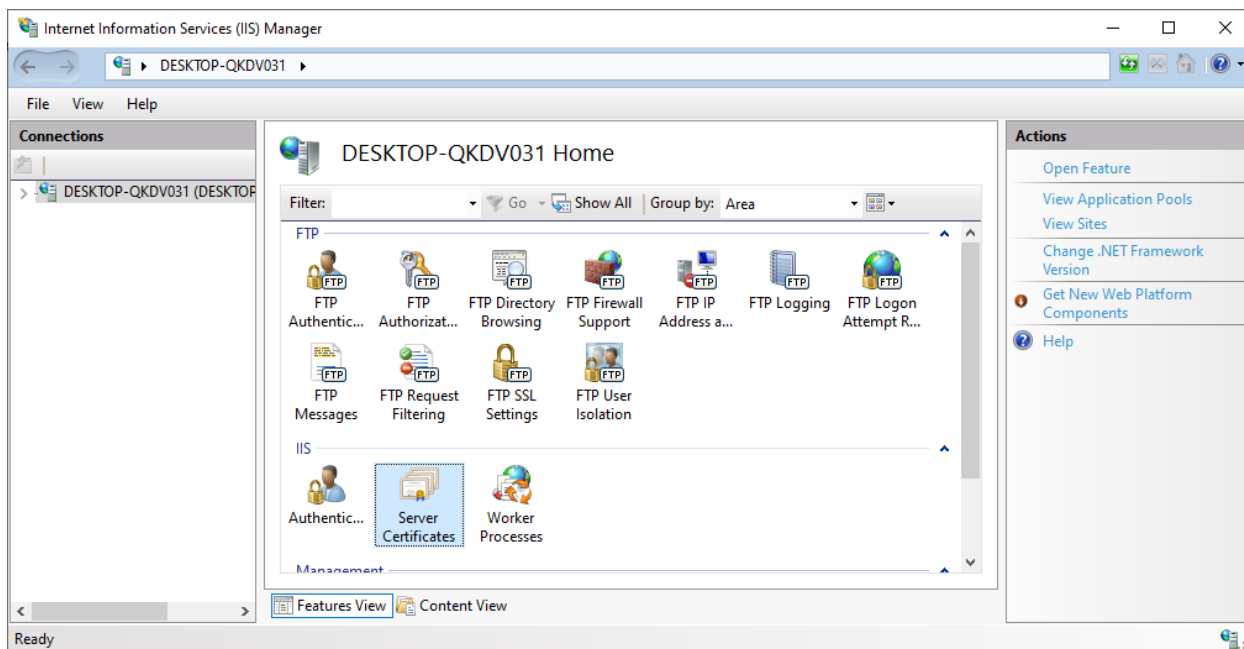 Internet Information Services (IIS) Manager
DESKTOP-QKDV031
File View Help
Connections
DESKTOP-QKDV031 (DESKTOP
DESKTOP-QKDV031 Home
Filter: Go Show All Group by: Area
FTP
FTP FTP FTP FTP FTP FTP FTP
FTP Authentic...
FTP Authorizat...
FTP Directory Browsing
FTP Firewall Support
FTP IP Address a...
FTP Logging
FTP Logon Attempt R...
FTP FTP FTP FTP
FTP Messages
FTP Request Filtering
FTP SSL Settings
FTP User Isolation
IIS
Authentic...
Server Certificates
Worker Processes
Management
Features View Content View
Actions
Open Feature
View Application Pools
View Sites
Change .NET Framework
Version
Get New Web Platform
Components
Help
Ready